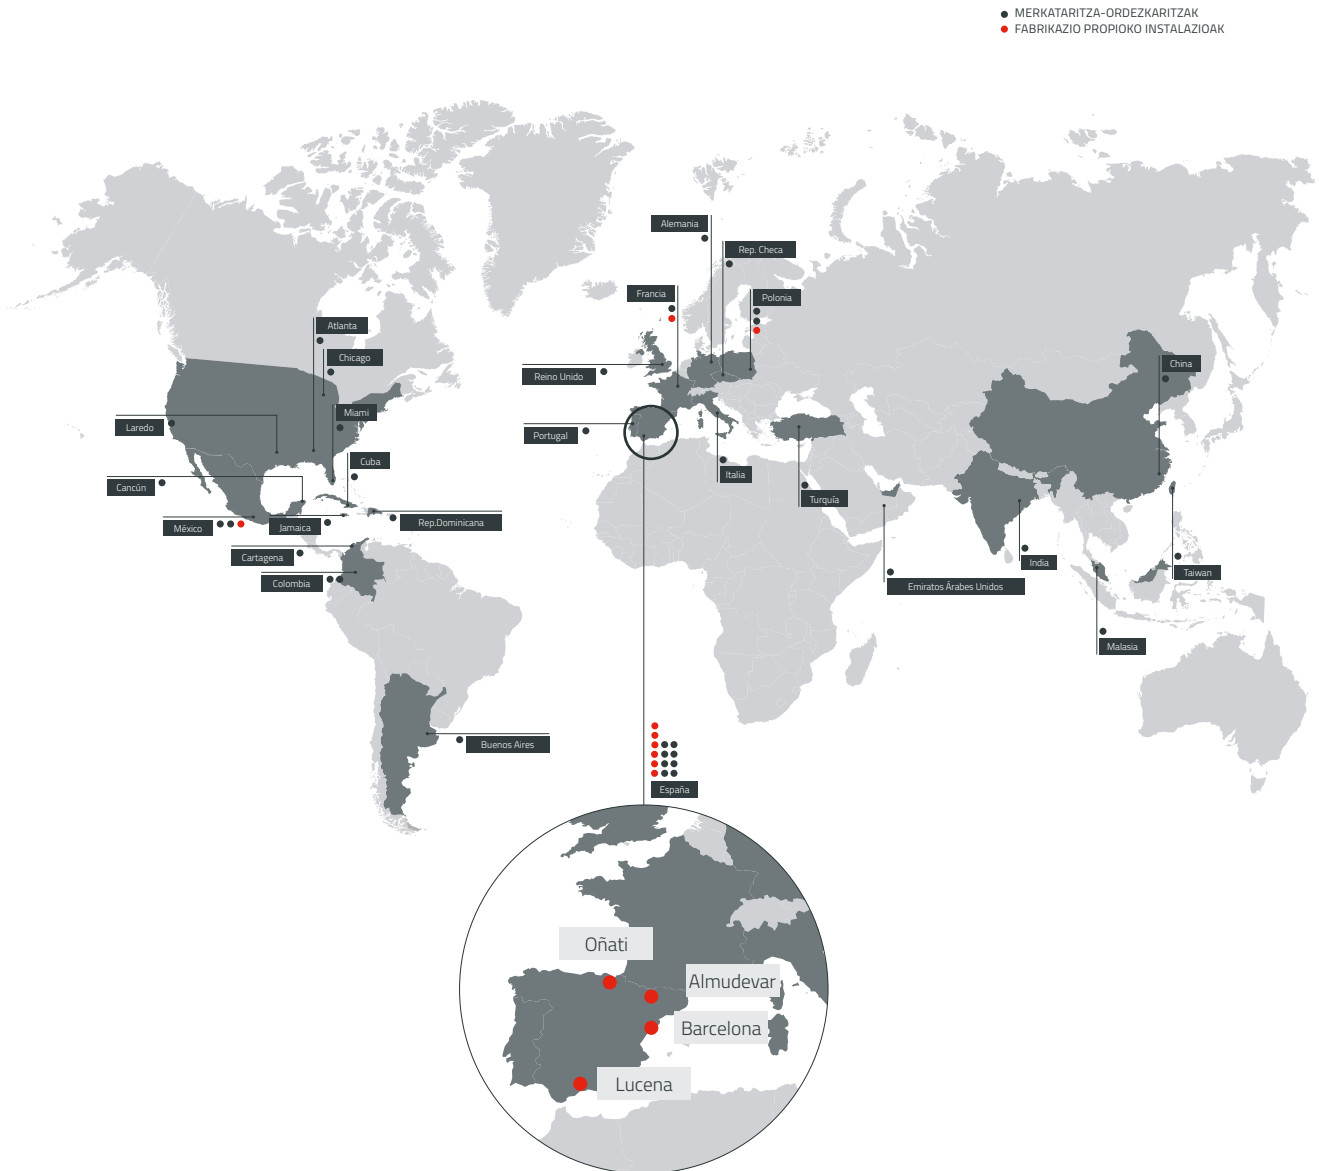 MERKATARITZA-ORDEZKARITZAK
FABRIKAZIO PROPIOKO INSTALAZIOAK
Alemania
Rep. Checa
Francia
Polonia
Atlanta
Chicago
China
Reino Unido
Miami
Laredo
Portugal
Cuba
Italia
Cancún
Turquía
México
Jamaica
Rep.Dominicana
Cartagena
India
Taiwan
Colombia
Emiratos Árabes Unidos
Malasia
Buenos Aires
España
Oñati
Almudevar
Barcelona
Lucena